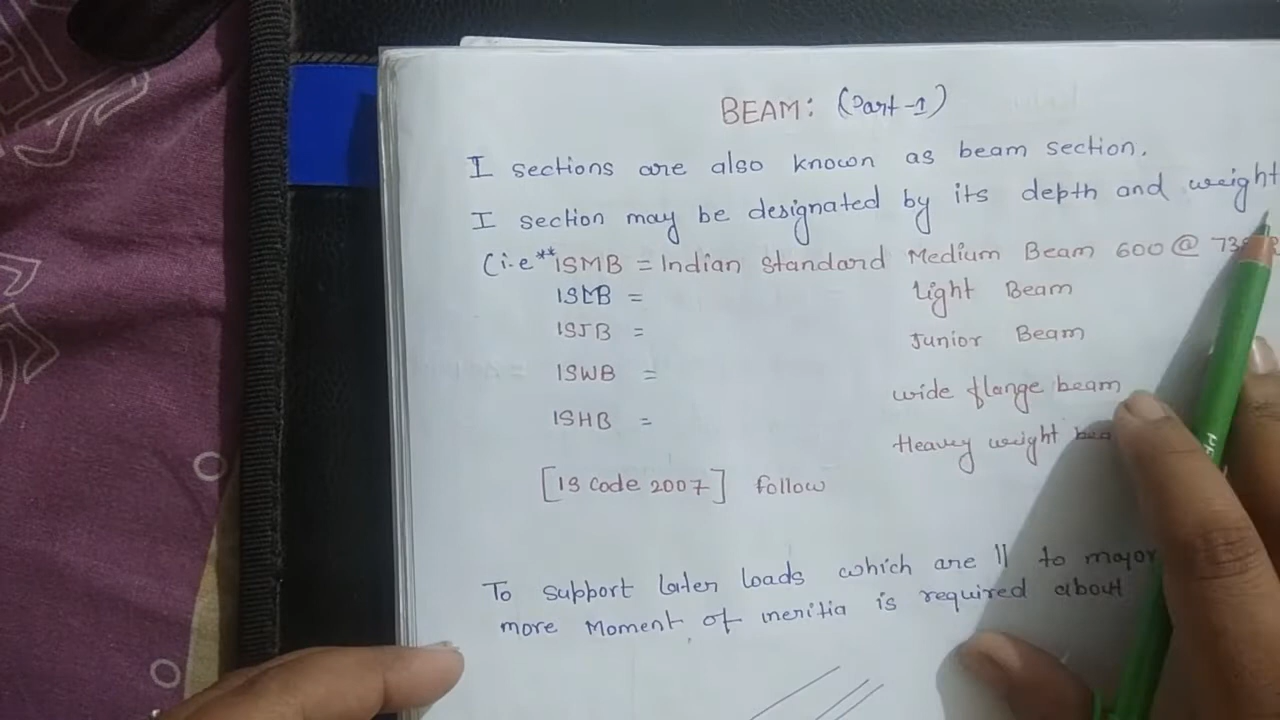 BEAM: (Part-1)
I sections are also known as beam section.
I section may be designated by its depth and weight
(i-e**ISMB = Indian Standard Medium Beam 600 @
ISLB = Light Beam
ISJB = Junior Beam
ISWB = wide flange beam
ISHB = Heavey weight
[IS Code 2007] follow
To support later loads which are || to major
more Moment of ineritia is required about